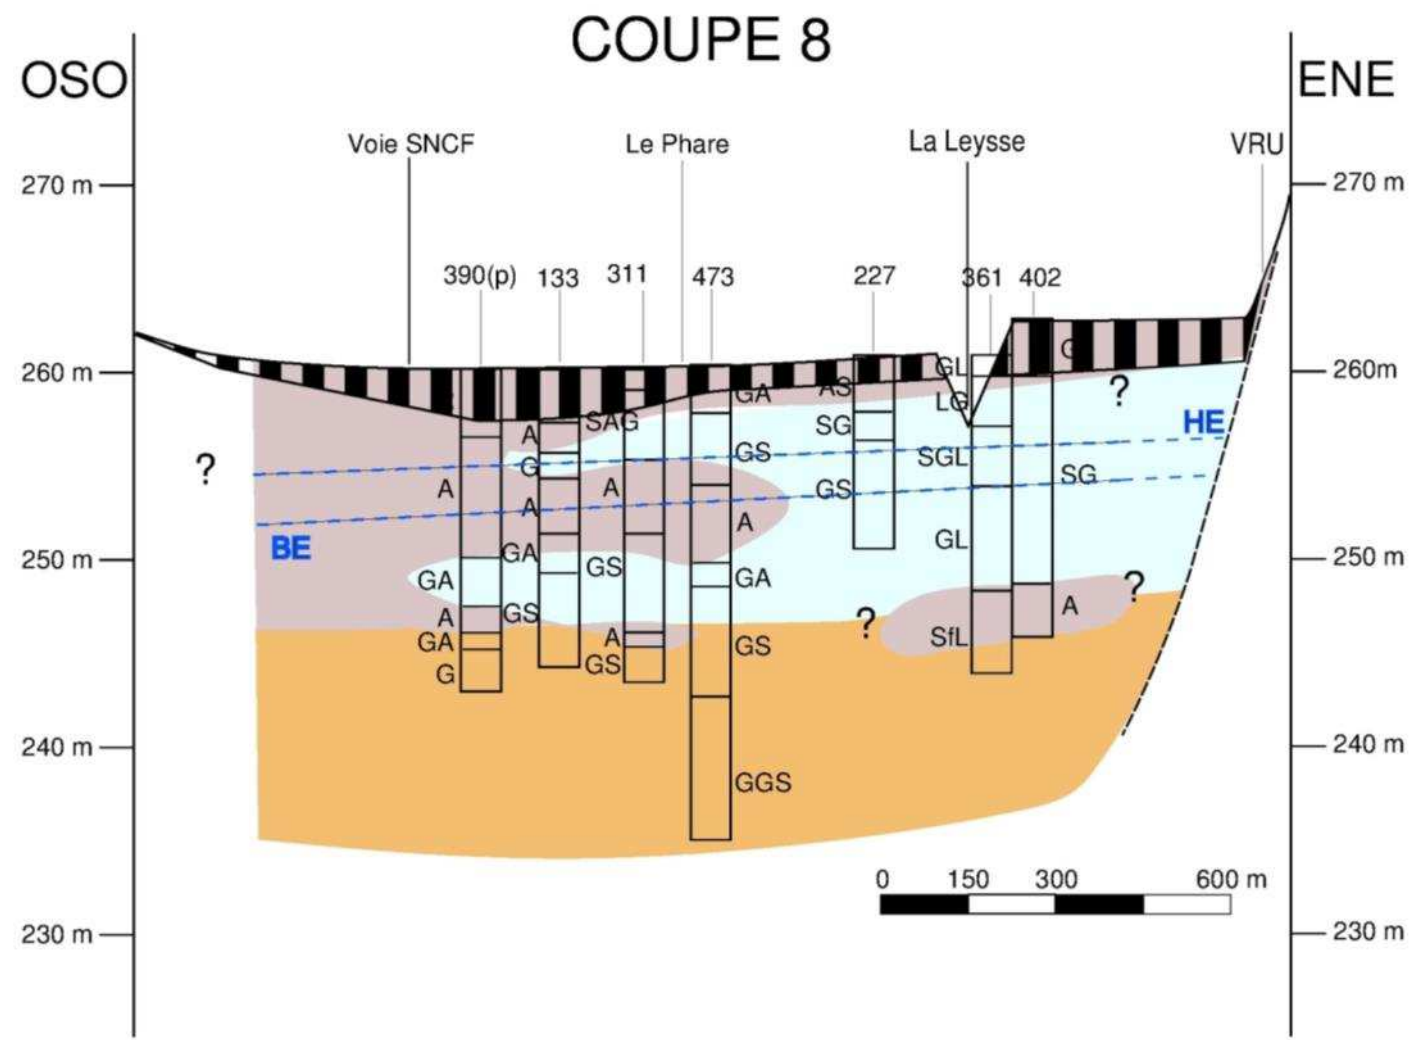 COUPE 8
OSO
ENE
Voie SNCF
Le Phare
La Leysse
VRU
270 m
270 m
390(p)
133
311
473
227
361
402
260 m
260m
GL
G
GA
AS
LG
SAG
SG
A
?
HE
GS
SGL
G
?
A
A
GS
SG
A
A
BE
GA
GL
250 m
250 m
GS
GA
GA
?
A
GS
A
?
SfL
GA
A
GS
G
GS
240 m
240 m
GGS
0 150 300 600 m
230 m
230 m